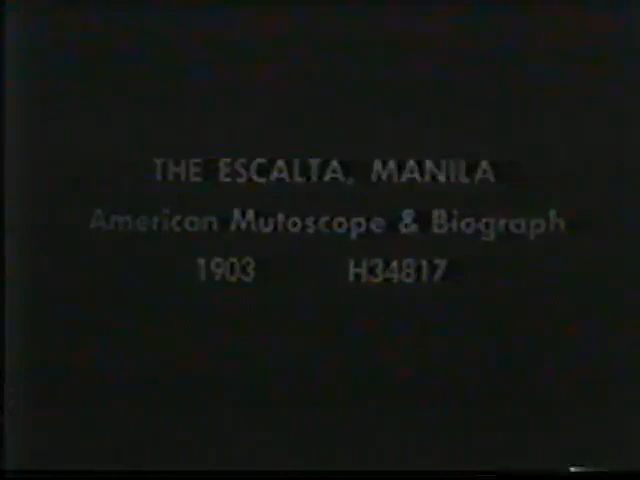 THE ESCALTA, MANILA
American Mutoscope & Biograph
1903 H34817